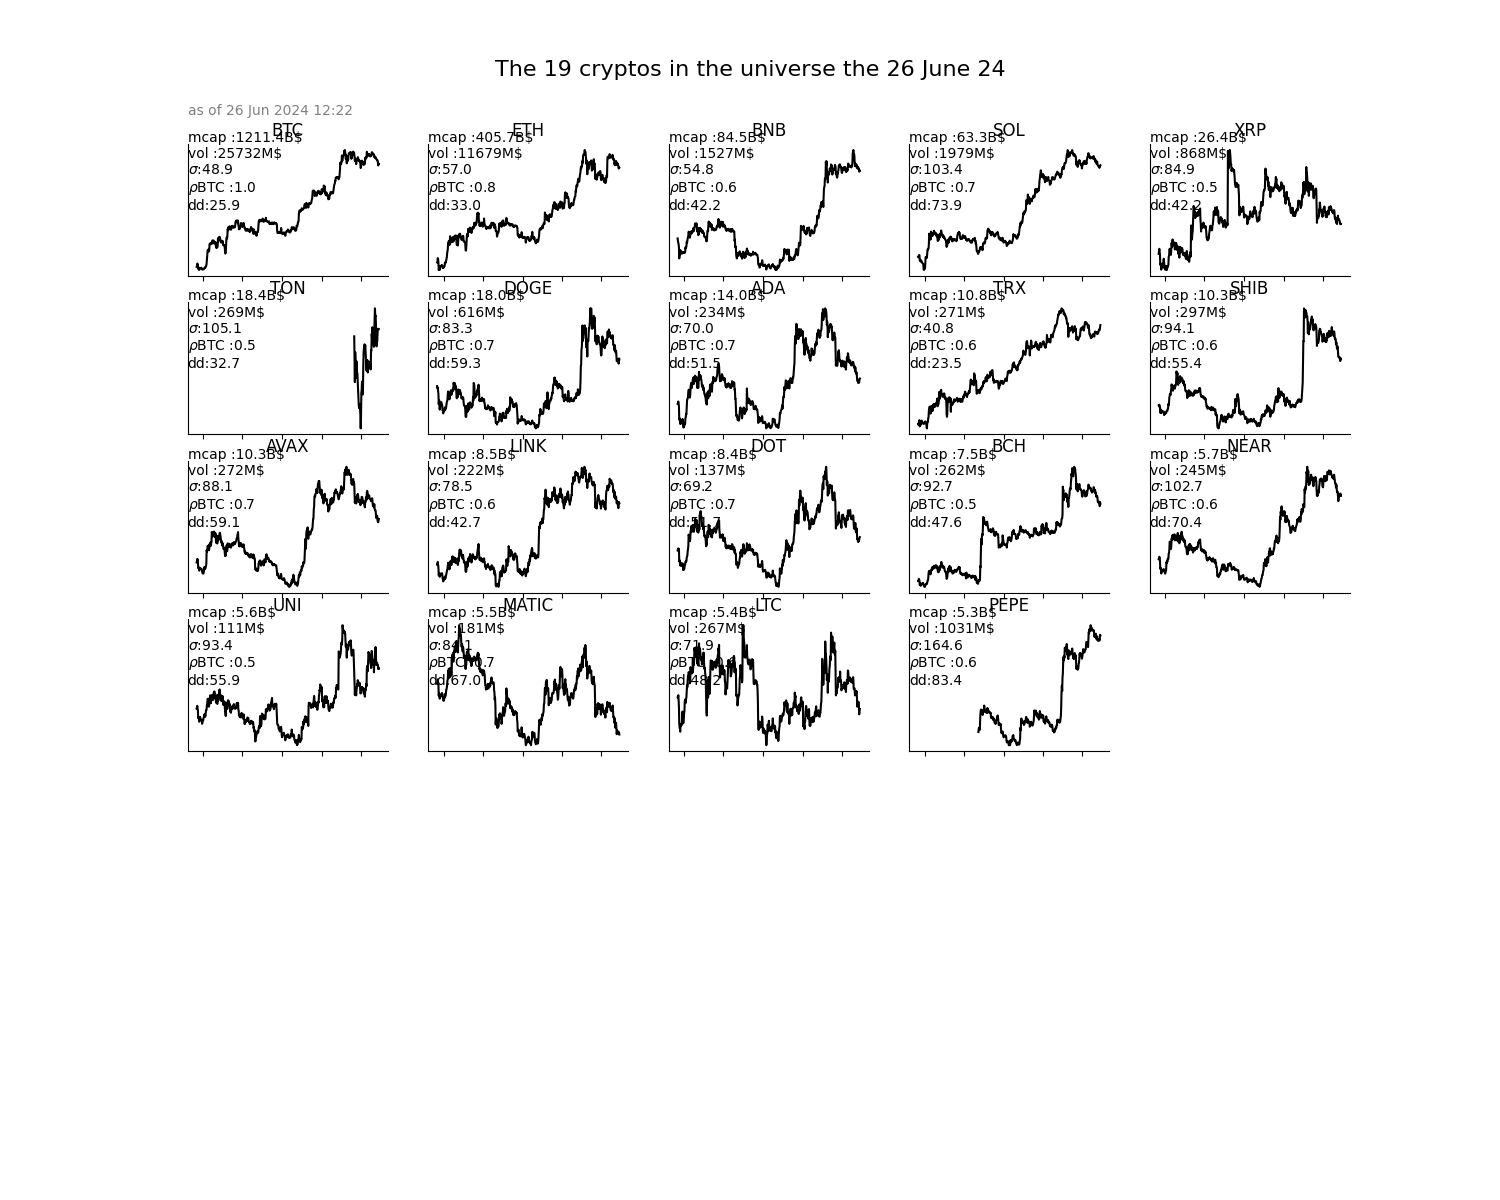 The 19 cryptos in the universe the 26 June 24
as of 26 Jun 2024 12:22
BTC
mcap :1211.4B$
vol :25732M$
σ:48.9
ρBTC :1.0
dd:25.9
ETH
mcap :405.7B$
vol :11679M$
σ:57.0
ρBTC :0.8
dd:33.0
BNB
mcap :84.5B$
vol :1527M$
σ:54.8
ρBTC :0.6
dd:42.2
SOL
mcap :63.3B$
vol :1979M$
σ:103.4
ρBTC :0.7
dd:73.9
XRP
mcap :26.4B$
vol :868M$
σ:84.9
ρBTC :0.5
dd:42.2
TON
mcap :18.4B$
vol :269M$
σ:105.1
ρBTC :0.5
dd:32.7
DOGE
mcap :18.0B$
vol :616M$
σ:83.3
ρBTC :0.7
dd:59.3
ADA
mcap :14.0B$
vol :234M$
σ:70.0
ρBTC :0.7
dd:51.5
TRX
mcap :10.8B$
vol :271M$
σ:40.8
ρBTC :0.6
dd:23.5
SHIB
mcap :10.3B$
vol :297M$
σ:94.1
ρBTC :0.6
dd:55.4
AVAX
mcap :10.3B$
vol :272M$
σ:88.1
ρBTC :0.7
dd:59.1
LINK
mcap :8.5B$
vol :222M$
σ:78.5
ρBTC :0.6
dd:42.7
DOT
mcap :8.4B$
vol :137M$
σ:69.2
ρBTC :0.7
BCH
mcap :7.5B$
vol :262M$
σ:92.7
ρBTC :0.5
dd:47.6
NEAR
mcap :5.7B$
vol :245M$
σ:102.7
ρBTC :0.6
dd:70.4
UNI
mcap :5.6B$
vol :111M$
σ:93.4
ρBTC :0.5
dd:55.9
MATIC
mcap :5.5B$
vol :181M$
σ:84.1
ρBTC :0.7
dd:67.0
LTC
mcap :5.4B$
vol :267M$
σ:71.9
ρBTC
dd:48.2
PEPE
mcap :5.3B$
vol :1031M$
σ:164.6
ρBTC :0.6
dd:83.4